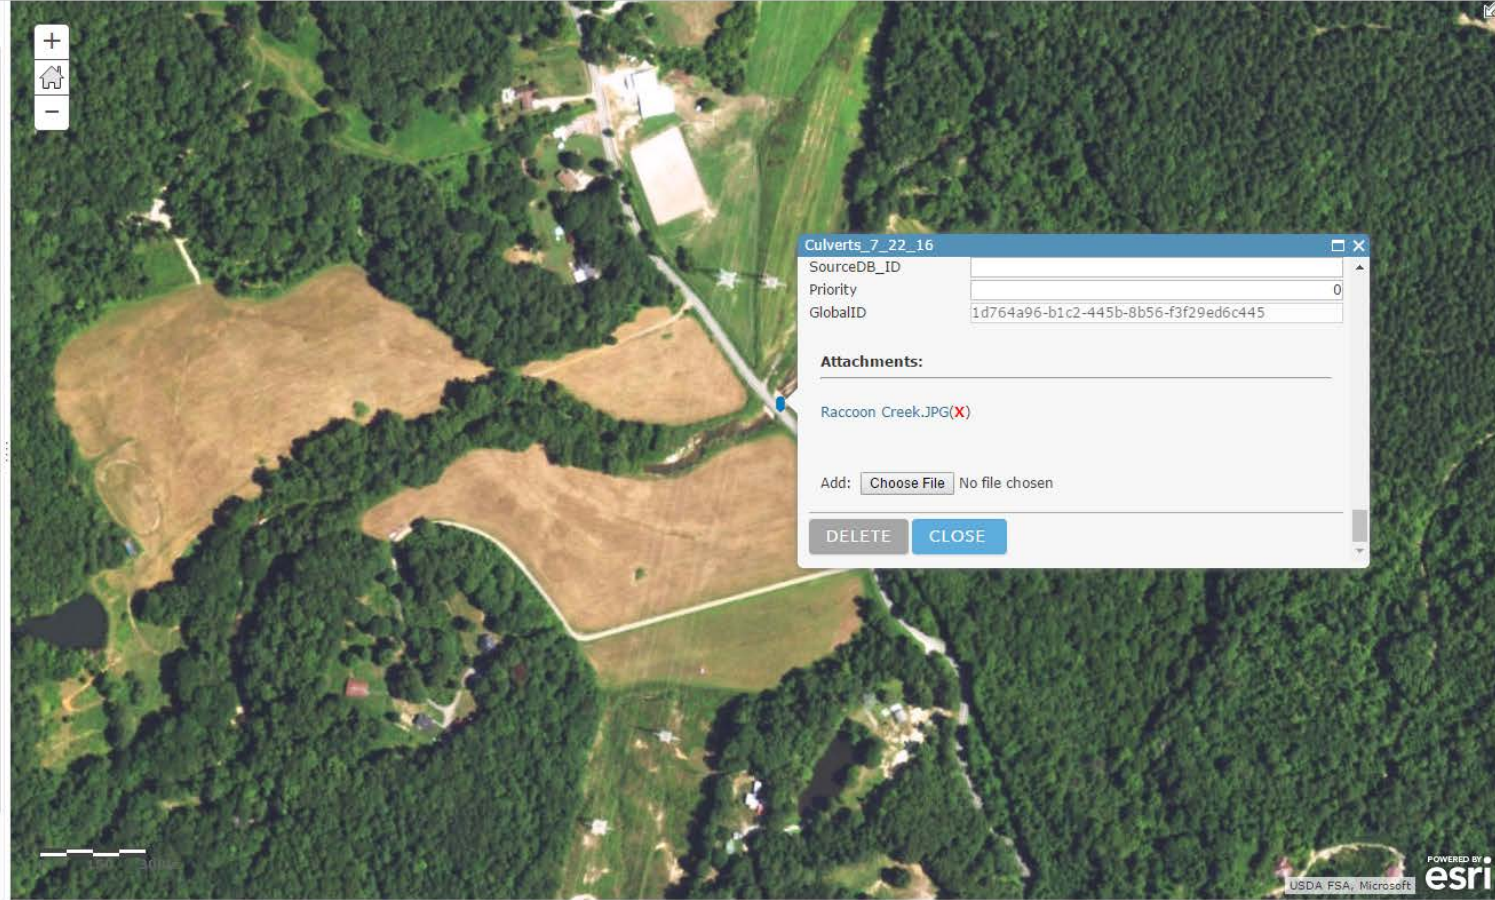 +
−
Culverts_7_22_16
SourceDB_ID
Priority 0
GlobalID 1d764a96-b1c2-445b-8b56-f3f29ed6c445
Attachments:
Raccoon Creek.JPG(X)
Add: Choose File No file chosen
DELETE CLOSE
POWERED BY
esri
USDA FSA, Microsoft